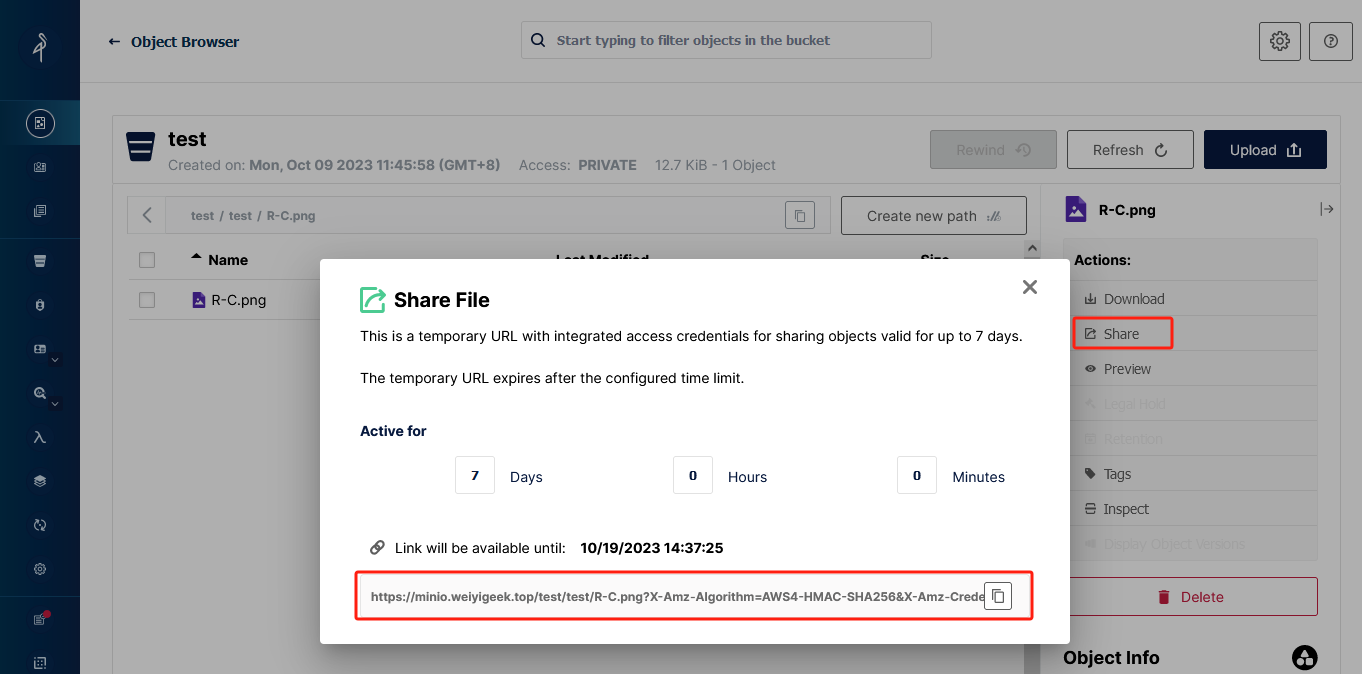 Object Browser
Start typing to filter objects in the bucket
test
Created on: Mon, Oct 09 2023 11:45:58 (GMT+8) Access: PRIVATE 12.7 KiB - 1 Object
Rewind
Refresh
Upload
test / test / R-C.png
Create new path
Name
Last Modified
Size
R-C.png
Share File
This is a temporary URL with integrated access credentials for sharing objects valid for up to 7 days.
The temporary URL expires after the configured time limit.
Active for
7 Days 0 Hours 0 Minutes
Link will be available until: 10/19/2023 14:37:25
https://minio.weiyigeek.top/test/test/R-C.png?X-Amz-Algorithm=AWS4-HMAC-SHA256&X-Amz-Crede
R-C.png
Actions:
Download
Share
Preview
Legal Hold
Retention
Tags
Inspect
Display Object Versions
Delete
Object Info